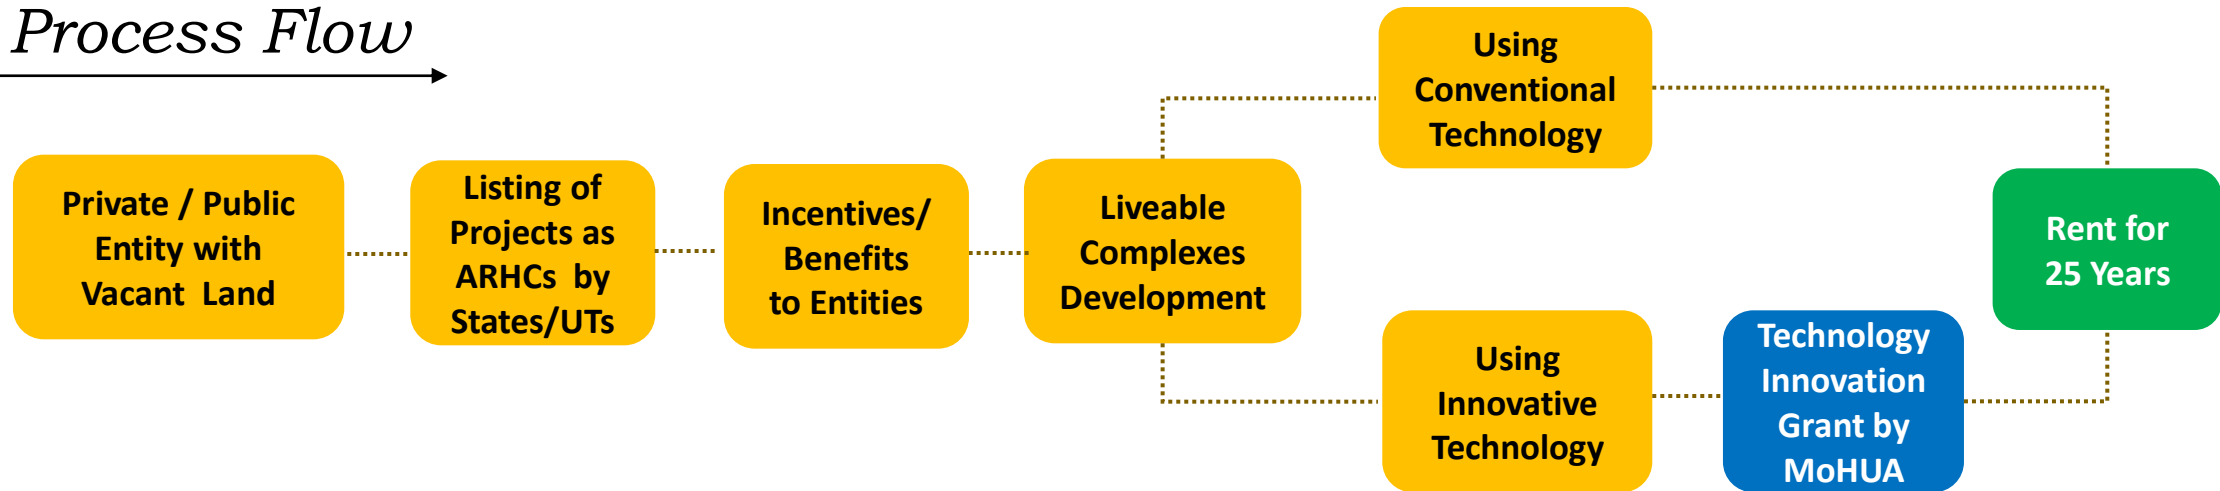 Process Flow
Private / Public
Entity with
Vacant Land
Listing of
Projects as
ARHCs by
States/UTs
Incentives/
Benefits
to Entities
Liveable
Complexes
Development
Using
Conventional
Technology
Using
Innovative
Technology
Technology
Innovation
Grant by
MoHUA
Rent for
25 Years